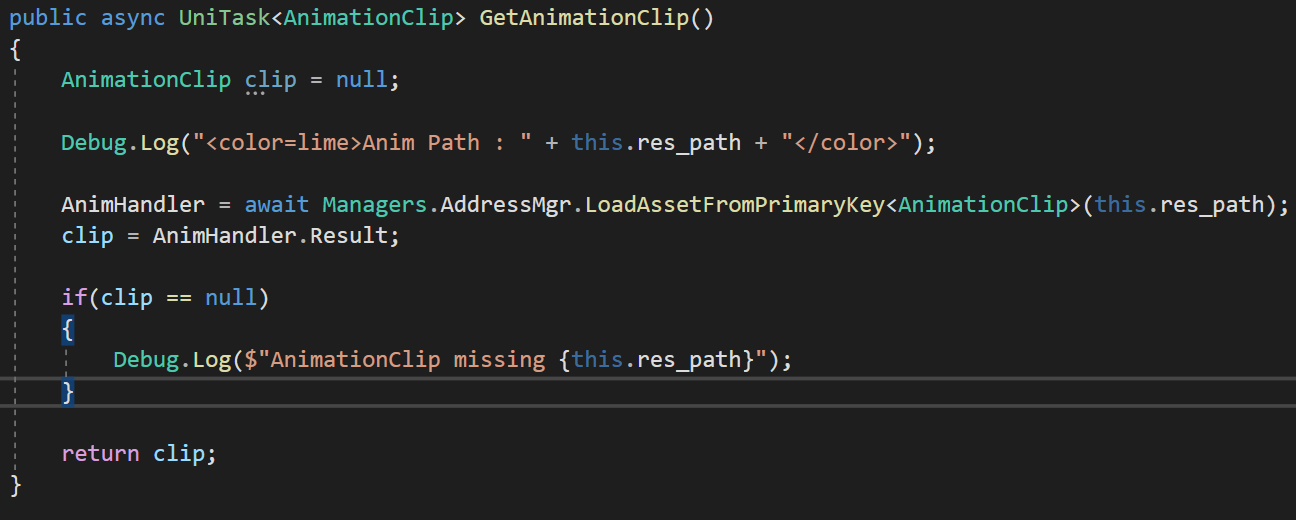 public async UniTask<AnimationClip> GetAnimationClip()
{
AnimationClip clip = null;
Debug.Log("<color=lime>Anim Path : " + this.res_path + "</color>");
AnimHandler = await Managers.AddressMgr.LoadAssetFromPrimaryKey<AnimationClip>(this.res_path);
clip = AnimHandler.Result;
if(clip == null)
{
Debug.Log($"AnimationClip missing {this.res_path}");
}
return clip;
}